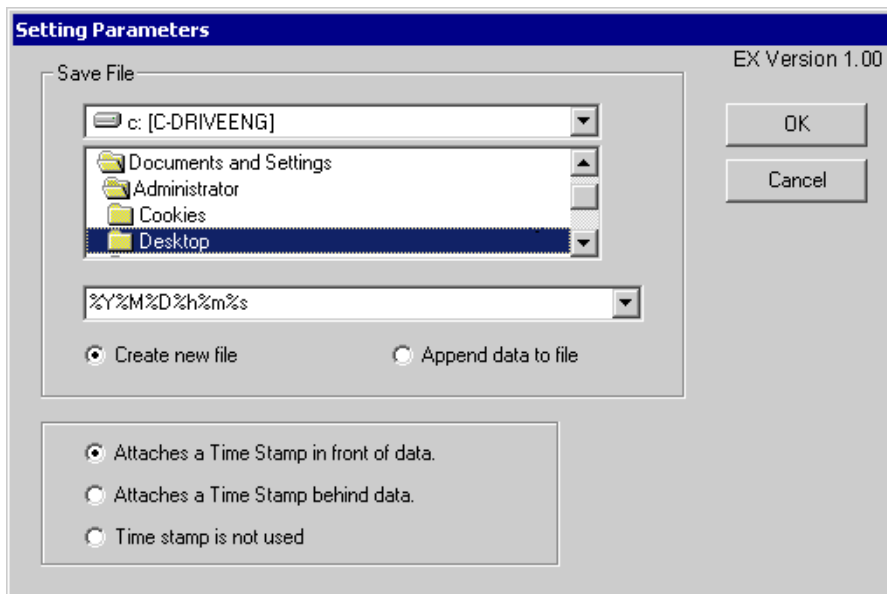 Setting Parameters
EX Version 1.00
Save File
c: [C-DRIVEENG]
OK
Documents and Settings
Administrator
Cancel
Cookies
Desktop
%Y%M%D%h%m%s
Create new file
Append data to file
Attaches a Time Stamp in front of data.
Attaches a Time Stamp behind data.
Time stamp is not used